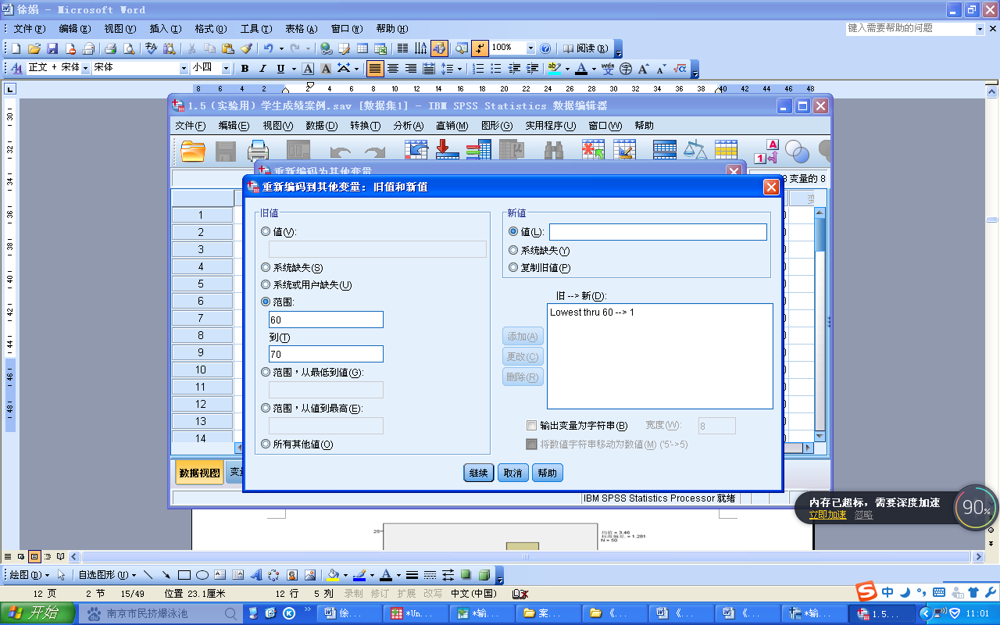 徐娟 - Microsoft Word
文件(F) 编辑(E) 视图(V) 插入(I) 格式(O) 工具(T) 表格(A) 窗口(W) 帮助(H) 键入需要帮助的问题
100% 阅读(R)
正文 + 宋体 宋体 小四
8 6 4 2 2 4 6 8 10 12 14 16 18 20 22 24 26 28 30 32 34 36 38 40 42 44 46 48
1.5（实验用）学生成绩案例.sav [数据集1] - IBM SPSS Statistics 数据编辑器
文件(F) 编辑(E) 视图(V) 数据(D) 转换(T) 分析(A) 直销(M) 图形(G) 实用程序(U) 窗口(W) 帮助
重新编码为其他变量
变量的 8
重新编码到其他变量：旧值和新值
旧值
值(V):
系统缺失(S)
系统或用户缺失(U)
范围:
60
到(T)
70
范围，从最低到值(G):
范围，从值到最高(E):
所有其他值(O)
新值
值(L):
系统缺失(Y)
复制旧值(P)
旧 --> 新(D):
Lowest thru 60 --> 1
添加(A)
更改(C)
删除(R)
输出变量为字符串(B) 宽度(W): 8
将数值字符串移动为数值(M) ('5'->5)
继续 取消 帮助
1
2
3
4
5
6
7
8
9
10
11
12
13
14
30
32
34
36
38
40
42
44
46
48
数据视图
IBM SPSS Statistics Processor 就绪
内存已超标，需要深度加速
立即加速 忽略
90%
25
均值 = 3.46
标准偏差 = 1.281
N = 50
绘图(D) 自选图形(U)
12 页 2 节 15/49 位置 23.1厘米 12 行 5 列 录制 修订 扩展 改写 中文(中国)
中
开始 南京市民挤爆泳池 徐... *Un... *输... 案... 《... 《... 《... *输... 1.5... 11:01